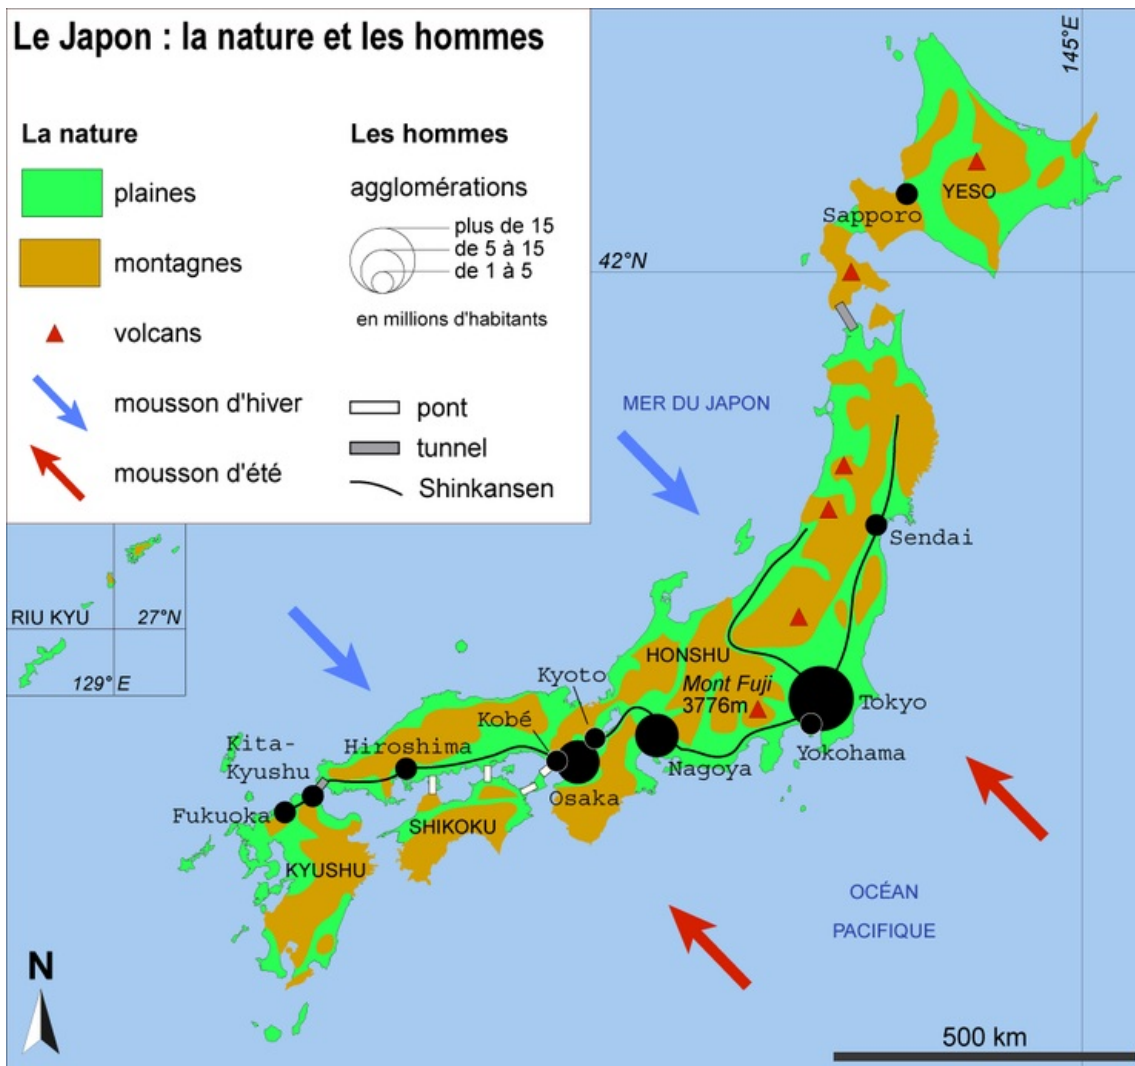 Le Japon : la nature et les hommes
La nature
plaines
montagnes
volcans
mousson d'hiver
mousson d'été
Les hommes
agglomérations
plus de 15
de 5 à 15
de 1 à 5
en millions d'habitants
pont
tunnel
Shinkansen
145°E
42°N
YESO
Sapporo
MER DU JAPON
Sendai
RIU KYU
27°N
129° E
HONSHU
Mont Fuji
3776m
Kyoto
Tokyo
Kobé
Yokohama
Hiroshima
Nagoya
Kita-
Kyushu
Osaka
Fukuoka
SHIKOKU
KYUSHU
OCÉAN
PACIFIQUE
N
500 km